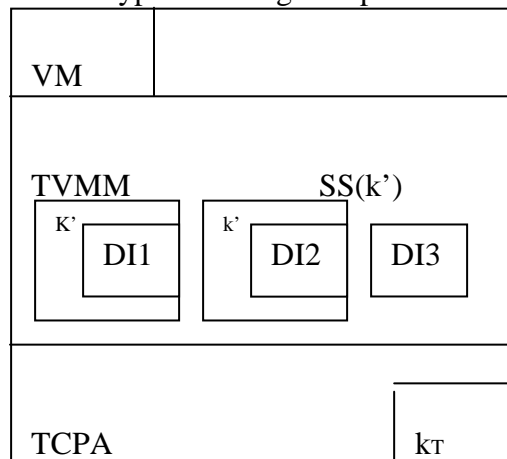 VM
TVMM SS(k’)
K’ k’
DI1 DI2 DI3
TCPA kT